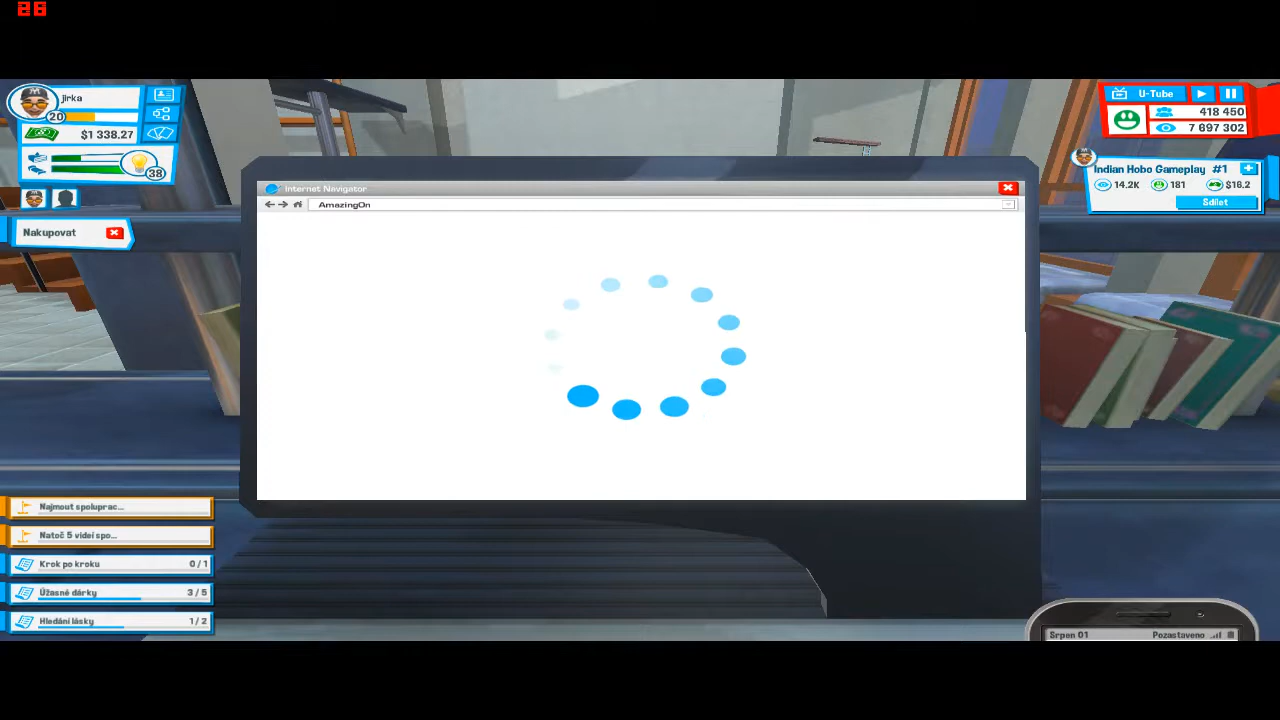 26
jirka
20
$1 338.27
38
Nakupovat
Internet Navigator
AmazingOn
U-Tube
418 450
7 697 302
Indian Hobo Gameplay #1
14.2K 181 $16.2
Sdílet
Najmout spoluprac...
Natoč 5 videí spo...
Krok po kroku 0 / 1
Úžasné dárky 3 / 5
Hledání lásky 1 / 2
Srpen 01 Pozastaveno